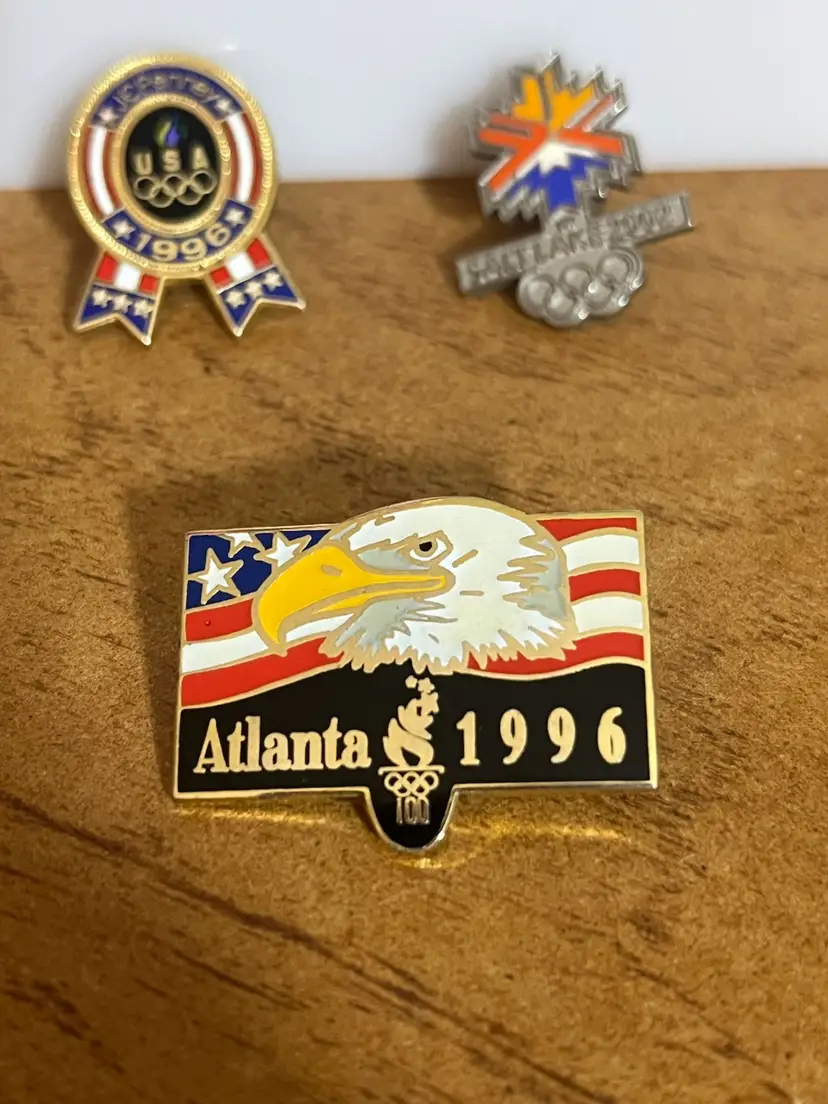 JCPenney
USA
1996
SALT LAKE 2002
Atlanta 1996
100